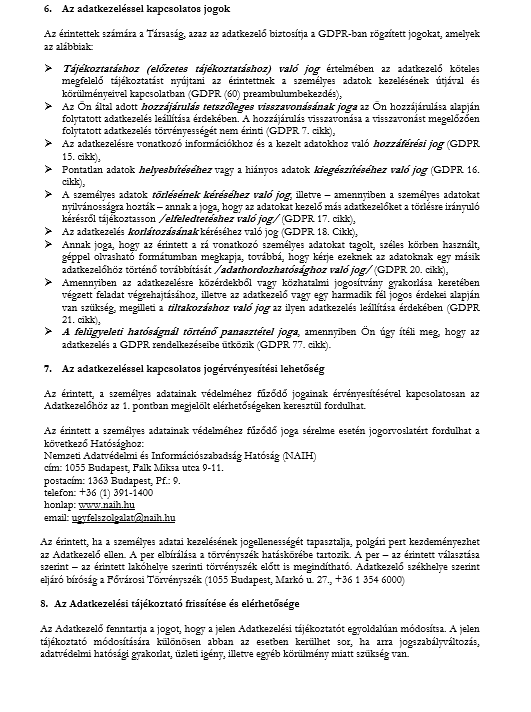 6. Az adatkezeléssel kapcsolatos jogok
Az érintettek számára a Társaság, azaz az adatkezelő biztosítja a GDPR-ban rögzített jogokat, amelyek
az alábbiak:
➢ Tájékoztatáshoz (előzetes tájékoztatáshoz) való jog értelmében az adatkezelő köteles
megfelelő tájékoztatást nyújtani az érintettnek a személyes adatok kezelésének útjával és
körülményeivel kapcsolatban (GDPR (60) preambulumbekezdés),
➢ Az Ön által adott hozzájárulás tetszőleges visszavonásának joga az Ön hozzájárulása alapján
folytatott adatkezelés leállítása érdekében. A hozzájárulás visszavonása a visszavonást megelőzően
folytatott adatkezelés törvényességét nem érinti (GDPR 7. cikk),
➢ Az adatkezelésre vonatkozó információkhoz és a kezelt adatokhoz való hozzáférési jog (GDPR
15. cikk),
➢ Pontatlan adatok helyesbítéséhez vagy a hiányos adatok kiegészítéséhez való jog (GDPR 16.
cikk),
➢ A személyes adatok törlésének kéréséhez való jog, illetve – amennyiben a személyes adatokat
nyilvánosságra hozták – annak a joga, hogy az adatokat kezelő más adatkezelőket a törlésre irányuló
kérésről tájékoztasson /elfeledtetéshez való jog/ (GDPR 17. cikk),
➢ Az adatkezelés korlátozásának kéréséhez való jog (GDPR 18. Cikk),
➢ Annak joga, hogy az érintett a rá vonatkozó személyes adatokat tagolt, széles körben használt,
géppel olvasható formátumban megkapja, továbbá, hogy kérje ezeknek az adatoknak egy másik
adatkezelőhöz történő továbbítását /adathordozhatósághoz való jog/ (GDPR 20. cikk),
➢ Amennyiben az adatkezelésre közérdekből vagy közhatalmi jogosítvány gyakorlása keretében
végzett feladat végrehajtásához, illetve az adatkezelő vagy egy harmadik fél jogos érdekei alapján
van szükség, megilleti a tiltakozáshoz való jog az ilyen adatkezelés leállítása érdekében (GDPR
21. cikk),
➢ A felügyeleti hatóságnál történő panasztétel joga, amennyiben Ön úgy ítéli meg, hogy az
adatkezelés a GDPR rendelkezéseibe ütközik (GDPR 77. cikk).
7. Az adatkezeléssel kapcsolatos jogérvényesítési lehetőség
Az érintett, a személyes adatainak védelméhez fűződő jogainak érvényesítésével kapcsolatosan az
Adatkezelőhöz az 1. pontban megjelölt elérhetőségeken keresztül fordulhat.
Az érintett a személyes adatainak védelméhez fűződő joga sérelme esetén jogorvoslatért fordulhat a
következő Hatósághoz:
Nemzeti Adatvédelmi és Információszabadság Hatóság (NAIH)
cím: 1055 Budapest, Falk Miksa utca 9-11.
postacím: 1363 Budapest, Pf.: 9.
telefon: +36 (1) 391-1400
honlap: www.naih.hu
email: ugyfelszolgalat@naih.hu
Az érintett, ha a személyes adatai kezelésének jogellenességét tapasztalja, polgári pert kezdeményezhet
az Adatkezelő ellen. A per elbírálása a törvényszék hatáskörébe tartozik. A per – az érintett választása
szerint – az érintett lakóhelye szerinti törvényszék előtt is megindítható. Adatkezelő székhelye szerint
eljáró bíróság a Fővárosi Törvényszék (1055 Budapest, Markó u. 27., +36 1 354 6000)
8. Az Adatkezelési tájékoztató frissítése és elérhetősége
Az Adatkezelő fenntartja a jogot, hogy a jelen Adatkezelési tájékoztatót egyoldalúan módosítsa. A jelen
tájékoztató módosítására különösen abban az esetben kerülhet sor, ha arra jogszabályváltozás,
adatvédelmi hatósági gyakorlat, üzleti igény, illetve egyéb körülmény miatt szükség van.